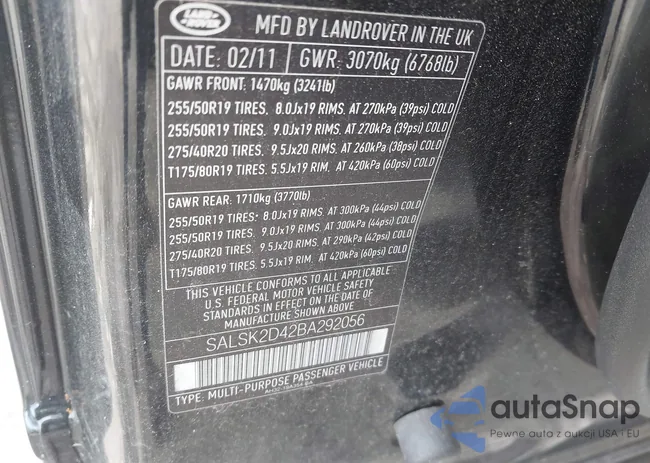 LAND ROVER
MFD BY LANDROVER IN THE UK
DATE: 02/11 GWR: 3070kg (6768lb)
GAWR FRONT: 1470kg (3241lb)
255/50R19 TIRES. 8.0Jx19 RIMS. AT 270kPa (39psi) COLD
255/50R19 TIRES. 9.0Jx19 RIMS. AT 270kPa (39psi) COLD
275/40R20 TIRES. 9.5Jx20 RIMS. AT 260kPa (38psi) COLD
T175/80R19 TIRES. 5.5Jx19 RIM. AT 420kPa (60psi) COLD
GAWR REAR: 1710kg (3770lb)
255/50R19 TIRES. 8.0Jx19 RIMS. AT 300kPa (44psi) COLD
255/50R19 TIRES. 9.0Jx19 RIMS. AT 300kPa (44psi) COLD
275/40R20 TIRES. 9.5Jx20 RIMS. AT 290kPa (42psi) COLD
T175/80R19 TIRES. 5.5Jx19 RIM. AT 420kPa (60psi) COLD
THIS VEHICLE CONFORMS TO ALL APPLICABLE
U.S. FEDERAL MOTOR VEHICLE SAFETY
STANDARDS IN EFFECT ON THE DATE OF
MANUFACTURE SHOWN ABOVE
SALSK2D42BA292056
TYPE: MULTI-PURPOSE PASSENGER VEHICLE
autaSnap
Pewne auta z aukcji USA i EU